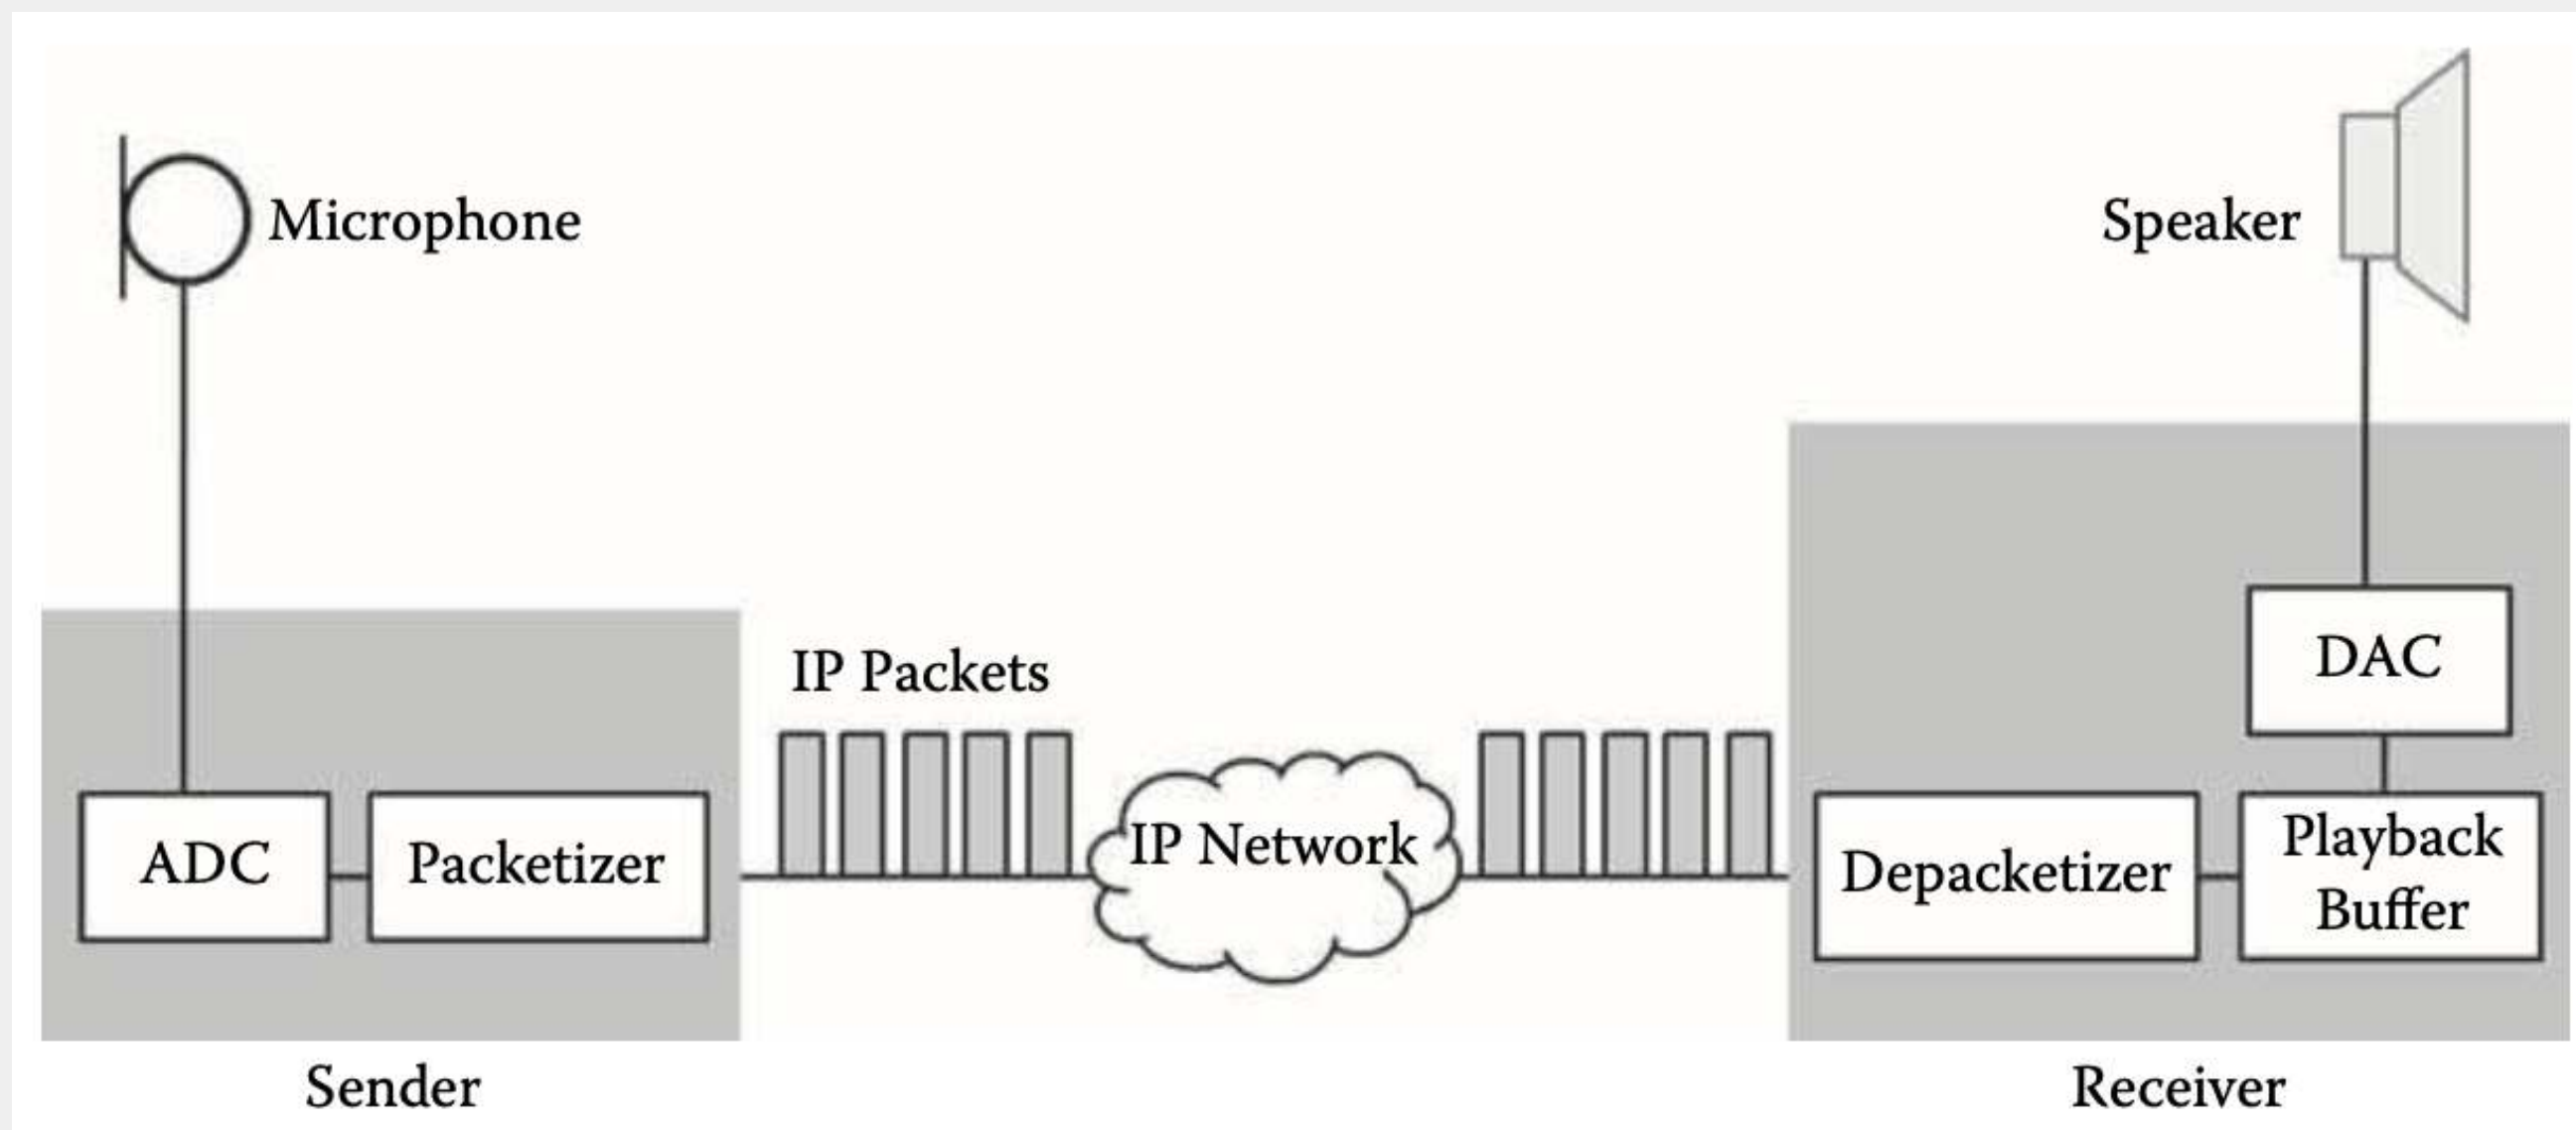 Microphone
Speaker
IP Packets
DAC
ADC
Packetizer
IP Network
Depacketizer
Playback
Buffer
Sender
Receiver